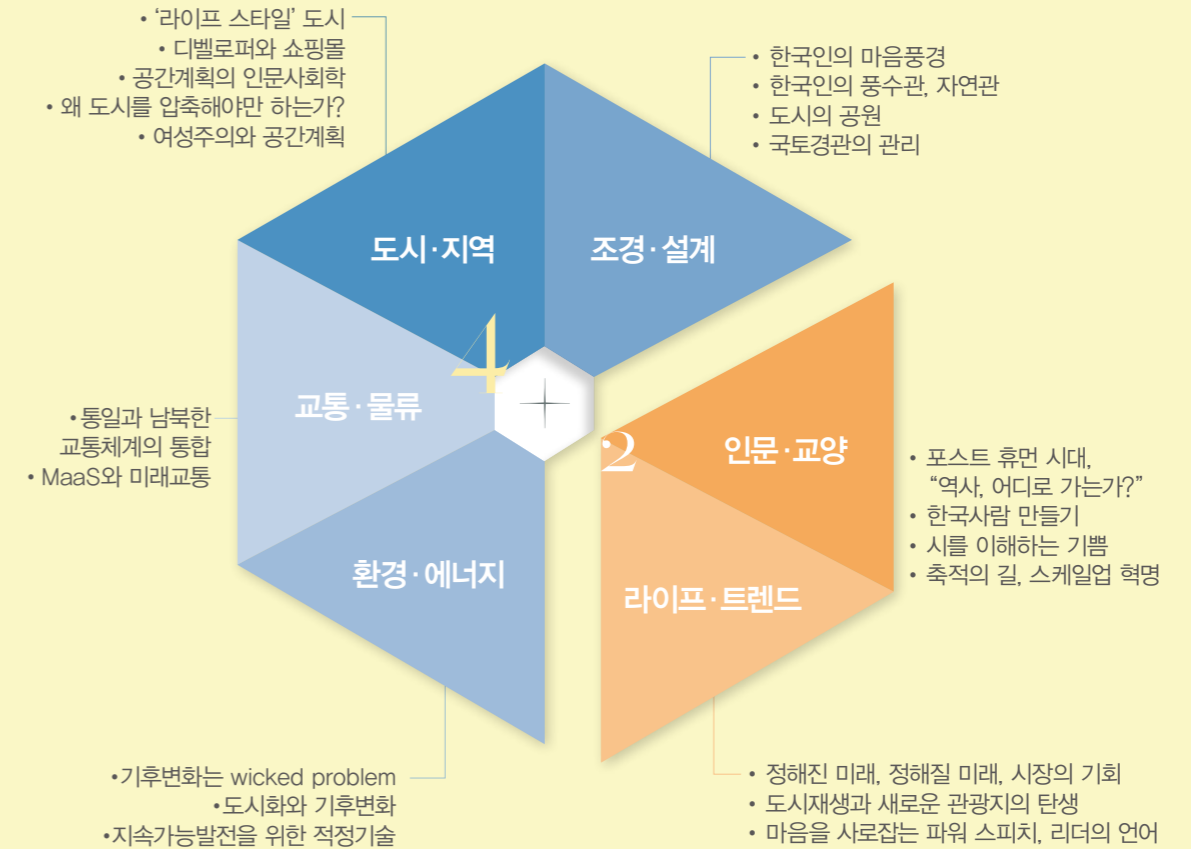 • ‘라이프 스타일’ 도시
• 디벨로퍼와 쇼핑몰
• 공간계획의 인문사회학
• 왜 도시를 압축해야만 하는가?
• 여성주의와 공간계획
• 한국인의 마음풍경
• 한국인의 풍수관, 자연관
• 도시의 공원
• 국토경관의 관리
도시·지역
조경·설계
교통·물류
4
+
2
인문·교양
환경·에너지
라이프·트렌드
•통일과 남북한
교통체계의 통합
• MaaS와 미래교통
• 포스트 휴먼 시대,
“역사, 어디로 가는가?”
• 한국사람 만들기
• 시를 이해하는 기쁨
• 축적의 길, 스케일업 혁명
•기후변화는 wicked problem
•도시화와 기후변화
•지속가능발전을 위한 적정기술
• 정해진 미래, 정해질 미래, 시장의 기회
• 도시재생과 새로운 관광지의 탄생
• 마음을 사로잡는 파워 스피치, 리더의 언어